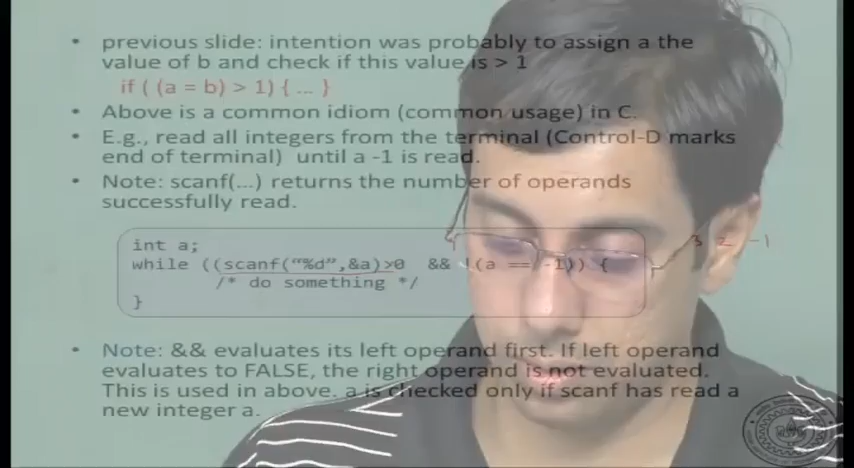 previous slide: intention was probably to assign a the
value of b and check if this value is > 1
if ( (a = b) > 1) { ... }
Above is a common idiom (common usage) in C.
E.g., read all integers from the terminal (Control-D marks
end of terminal) until a -1 is read.
Note: scanf(...) returns the number of operands
successfully read.
int a;
while ((scanf("%d",&a)>0 && !(a == -1)) {
/* do something */
}
3 2 -1
Note: && evaluates its left operand first. If left operand
evaluates to FALSE, the right operand is not evaluated.
This is used in above. a is checked only if scanf has read a
new integer a.